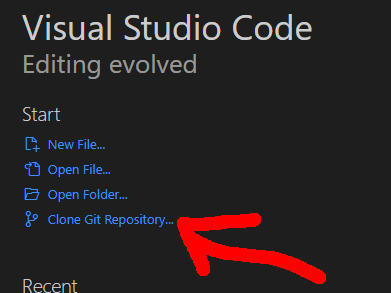 Visual Studio Code
Editing evolved
Start
New File...
Open File...
Open Folder...
Clone Git Repository...
Recent